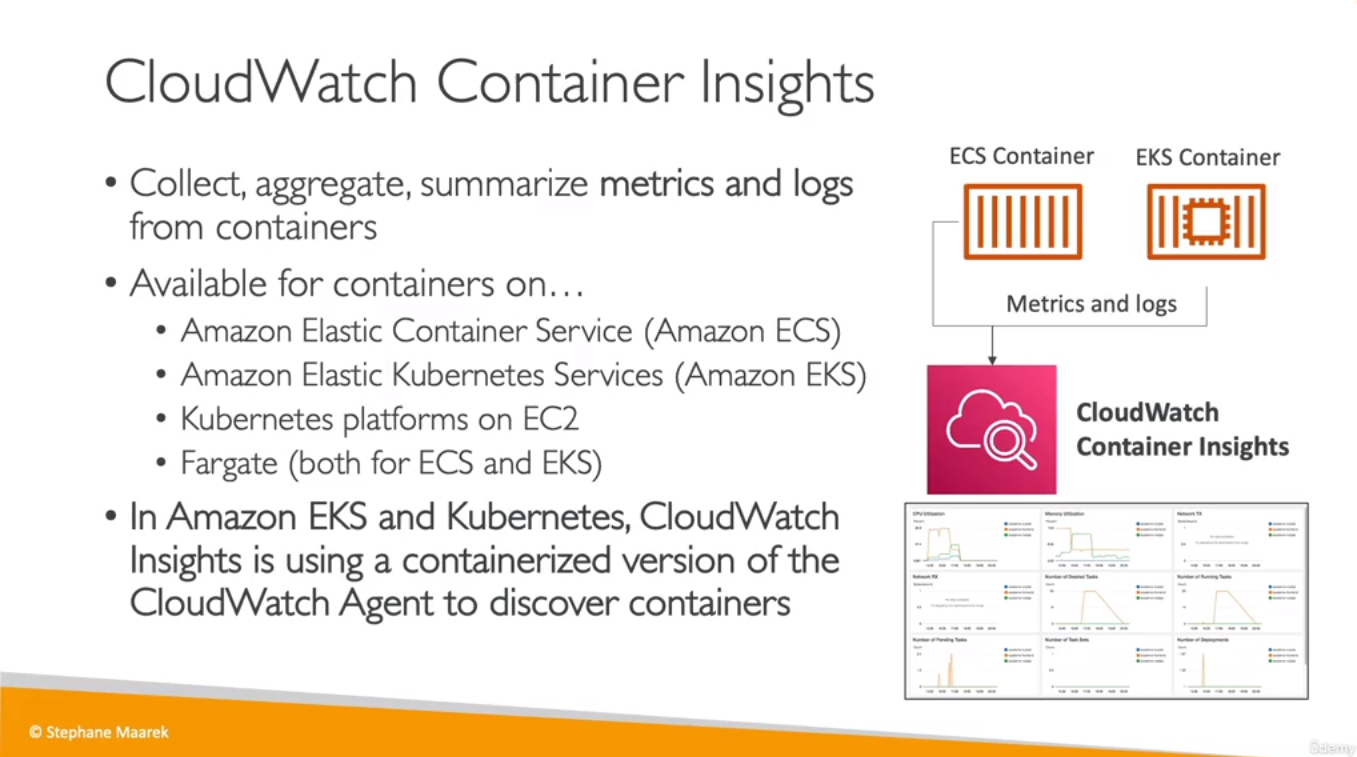 CloudWatch Container Insights
• Collect, aggregate, summarize metrics and logs
from containers
• Available for containers on…
• Amazon Elastic Container Service (Amazon ECS)
• Amazon Elastic Kubernetes Services (Amazon EKS)
• Kubernetes platforms on EC2
• Fargate (both for ECS and EKS)
• In Amazon EKS and Kubernetes, CloudWatch
Insights is using a containerized version of the
CloudWatch Agent to discover containers
ECS Container
EKS Container
Metrics and logs
CloudWatch
Container Insights
CPU Utilization
Memory Utilization
Network TX
Network RX
Number of Desired Tasks
Number of Running Tasks
Number of Pending Tasks
Number of Task Sets
Number of Deployments
© Stephane Maarek
ûdemy